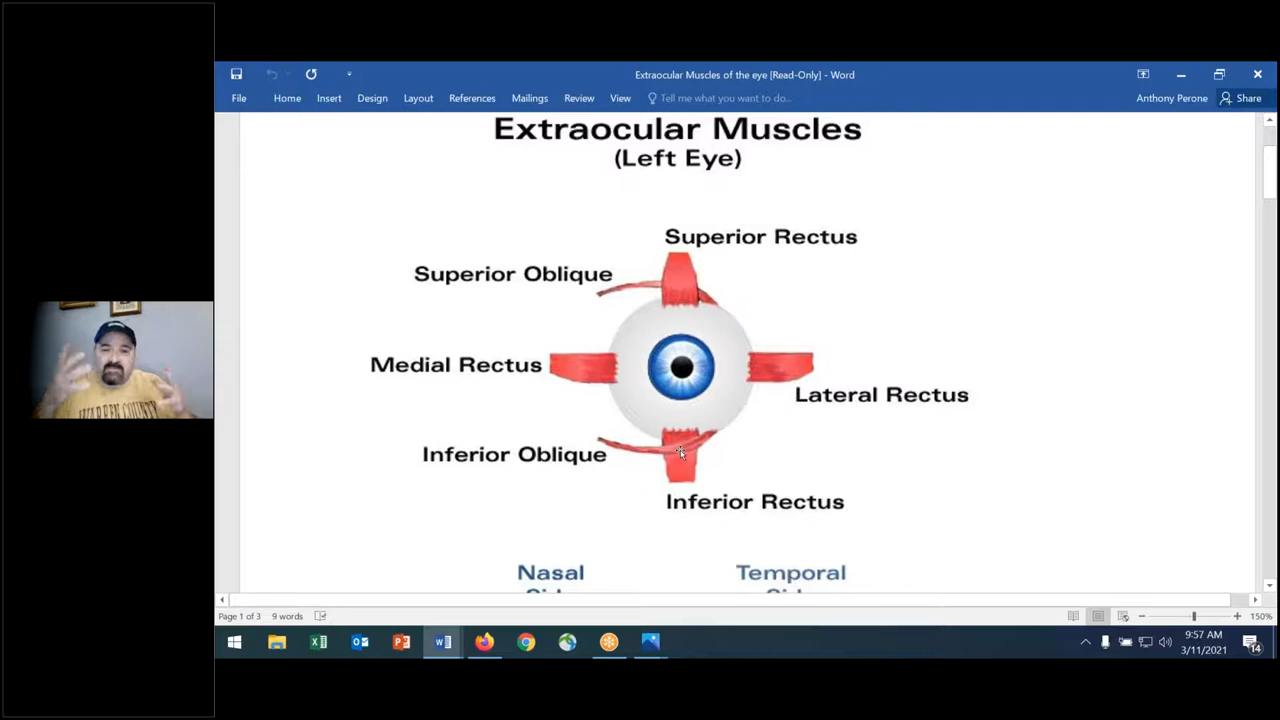 Extraocular Muscles of the eye [Read-Only] - Word
File Home Insert Design Layout References Mailings Review View Tell me what you want to do... Anthony Perone Share
Extraocular Muscles
(Left Eye)
Superior Rectus
Superior Oblique
Medial Rectus
Lateral Rectus
Inferior Oblique
Inferior Rectus
Nasal Temporal
WARREN COUNTY
Page 1 of 3 9 words 150%
9:57 AM
3/11/2021
14